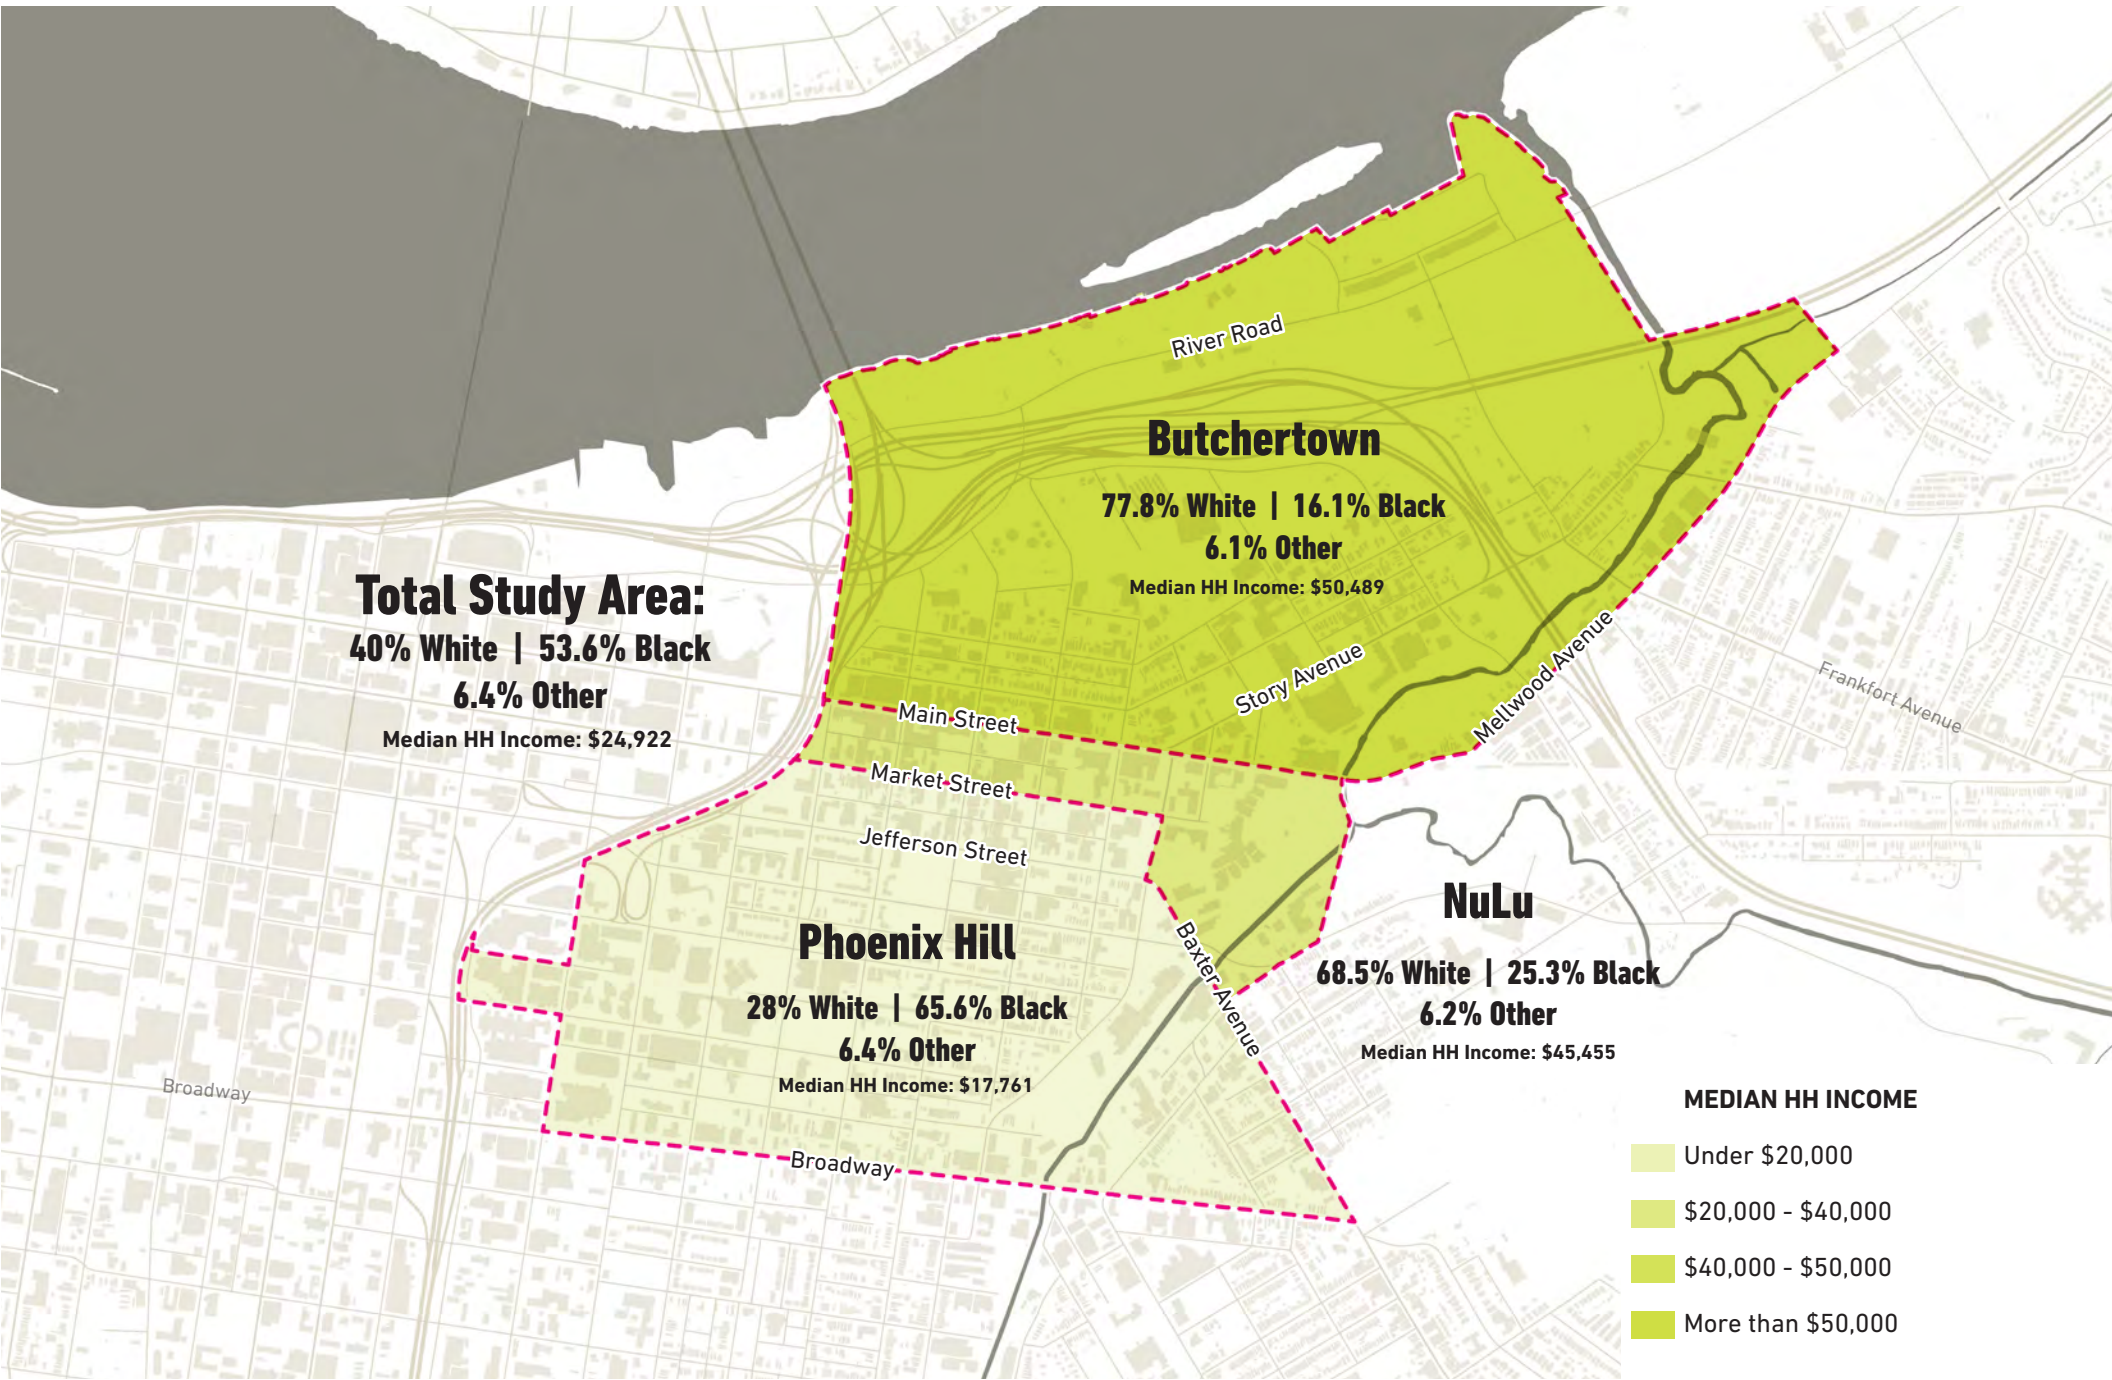 River Road
Butchertown
77.8% White | 16.1% Black
6.1% Other
Median HH Income: $50,489
Total Study Area:
40% White | 53.6% Black
6.4% Other
Median HH Income: $24,922
Story Avenue
Mellwood Avenue
Frankfort Avenue
Main Street
Market Street
Jefferson Street
NuLu
68.5% White | 25.3% Black
6.2% Other
Median HH Income: $45,455
Phoenix Hill
28% White | 65.6% Black
6.4% Other
Median HH Income: $17,761
Baxter Avenue
Broadway
Broadway
MEDIAN HH INCOME
Under $20,000
$20,000 - $40,000
$40,000 - $50,000
More than $50,000